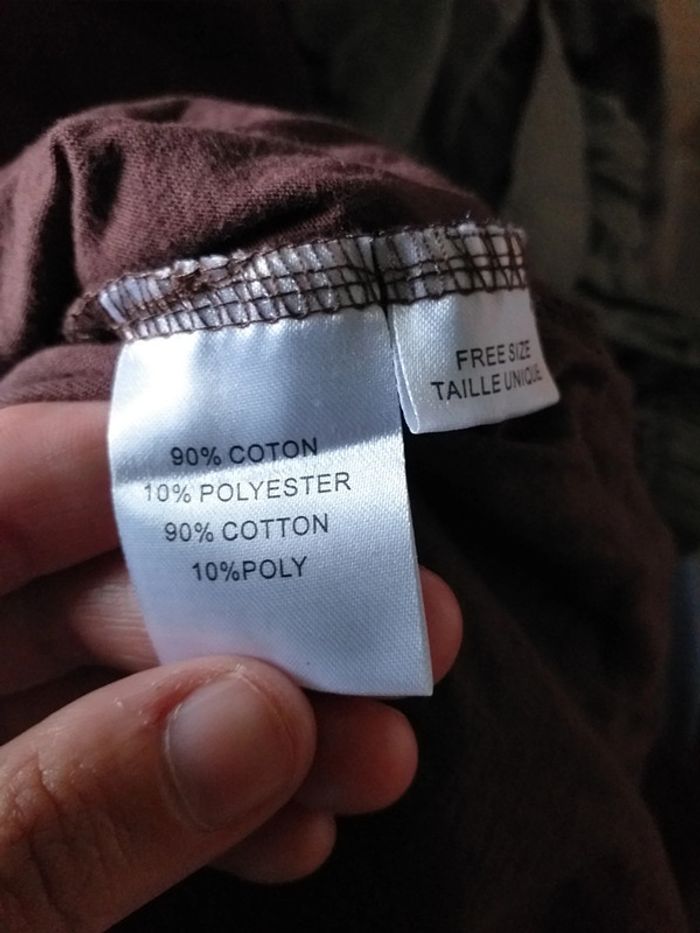 90% COTON
10% POLYESTER
90% COTTON
10%POLY
FREE SIZE
TAILLE UNIQUE